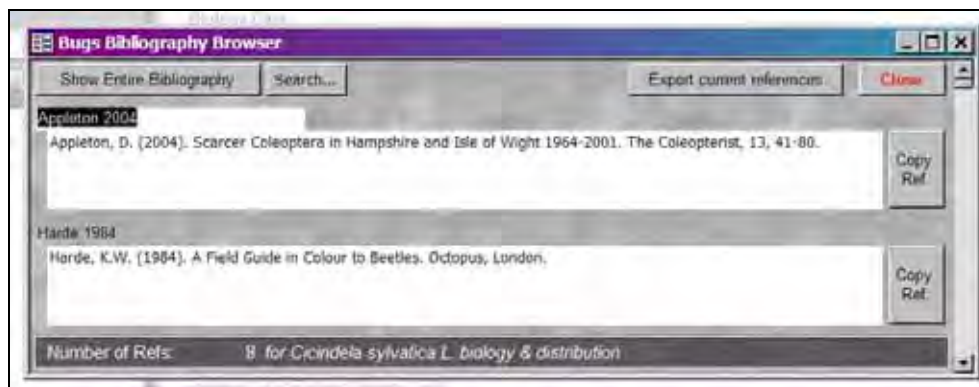 Bugs Bibliography Browser
Show Entire Bibliography Search... Export current references Close
Appleton 2004
Appleton, D. (2004). Scarcer Coleoptera in Hampshire and Isle of Wight 1964-2001. The Coleopterist, 13, 41-80.
Copy
Ref
Harde 1984
Harde, K.W. (1984). A Field Guide in Colour to Beetles. Octopus, London.
Copy
Ref
Number of Refs: 8 for Cicindela sylvatica L. biology & distribution